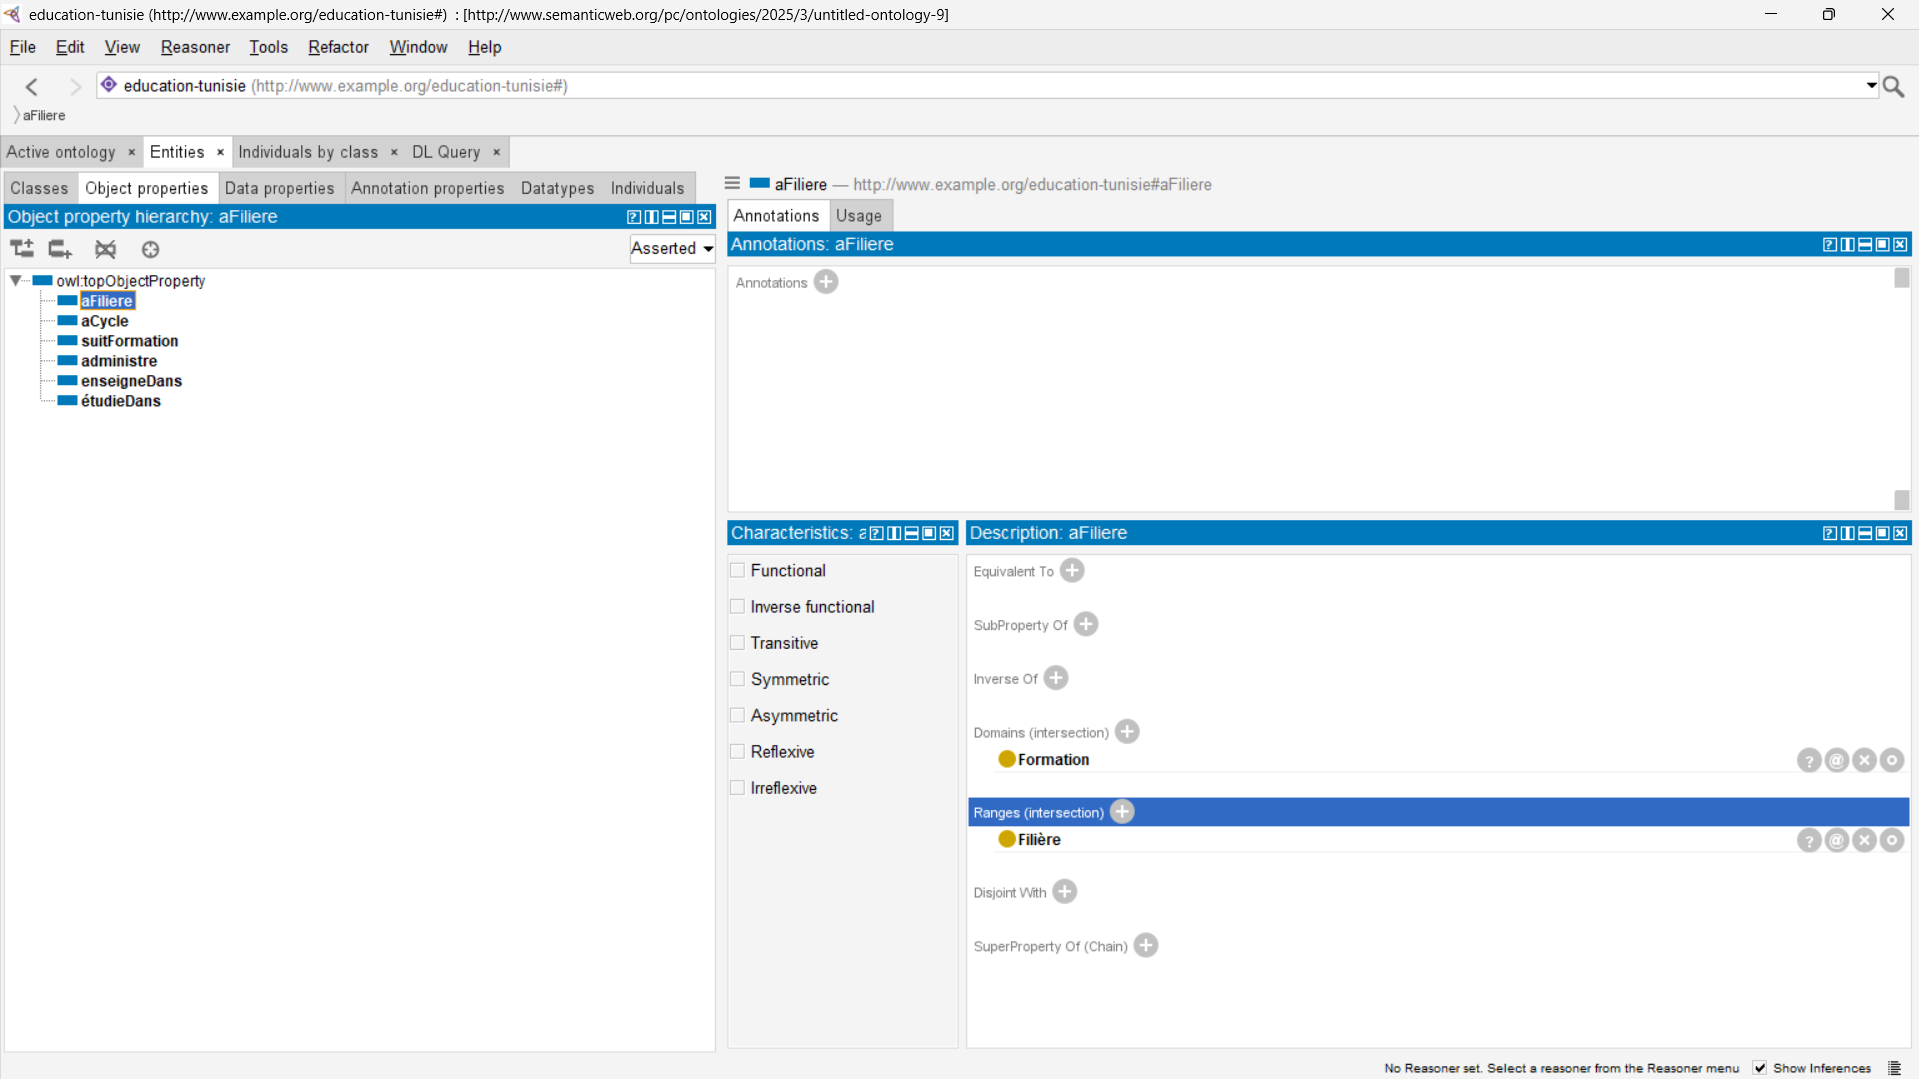 education-tunisie (http://www.example.org/education-tunisie#)  : [http://www.semanticweb.org/pc/ontologies/2025/3/untitled-ontology-9]
File Edit View Reasoner Tools Refactor Window Help
education-tunisie (http://www.example.org/education-tunisie#)
aFiliere
Active ontology × Entities × Individuals by class × DL Query ×
Classes Object properties Data properties Annotation properties Datatypes Individuals
Object property hierarchy: aFiliere
Asserted
owl:topObjectProperty
aFiliere
aCycle
suitFormation
administre
enseigneDans
étudieDans
aFiliere — http://www.example.org/education-tunisie#aFiliere
Annotations Usage
Annotations: aFiliere
Annotations
Characteristics: a
Functional
Inverse functional
Transitive
Symmetric
Asymmetric
Reflexive
Irreflexive
Description: aFiliere
Equivalent To
SubProperty Of
Inverse Of
Domains (intersection)
Formation
Ranges (intersection)
Filière
Disjoint With
SuperProperty Of (Chain)
No Reasoner set. Select a reasoner from the Reasoner menu Show Inferences